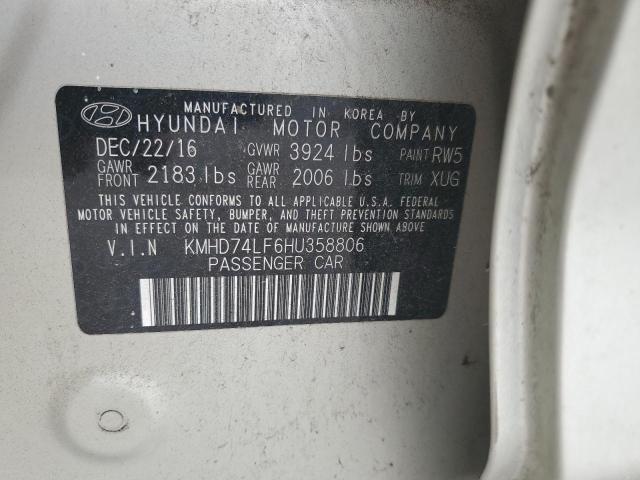 MANUFACTURED IN KOREA BY
HYUNDAI MOTOR COMPANY
DEC/22/16 GVWR 3924 lbs PAINT RW5
GAWR FRONT 2183 lbs GAWR REAR 2006 lbs TRIM XUG
THIS VEHICLE CONFORMS TO ALL APPLICABLE U.S.A. FEDERAL
MOTOR VEHICLE SAFETY, BUMPER, AND THEFT PREVENTION STANDARDS
IN EFFECT ON THE DATE OF MANUFACTURE SHOWN ABOVE.
V.I.N KMHD74LF6HU358806
PASSENGER CAR